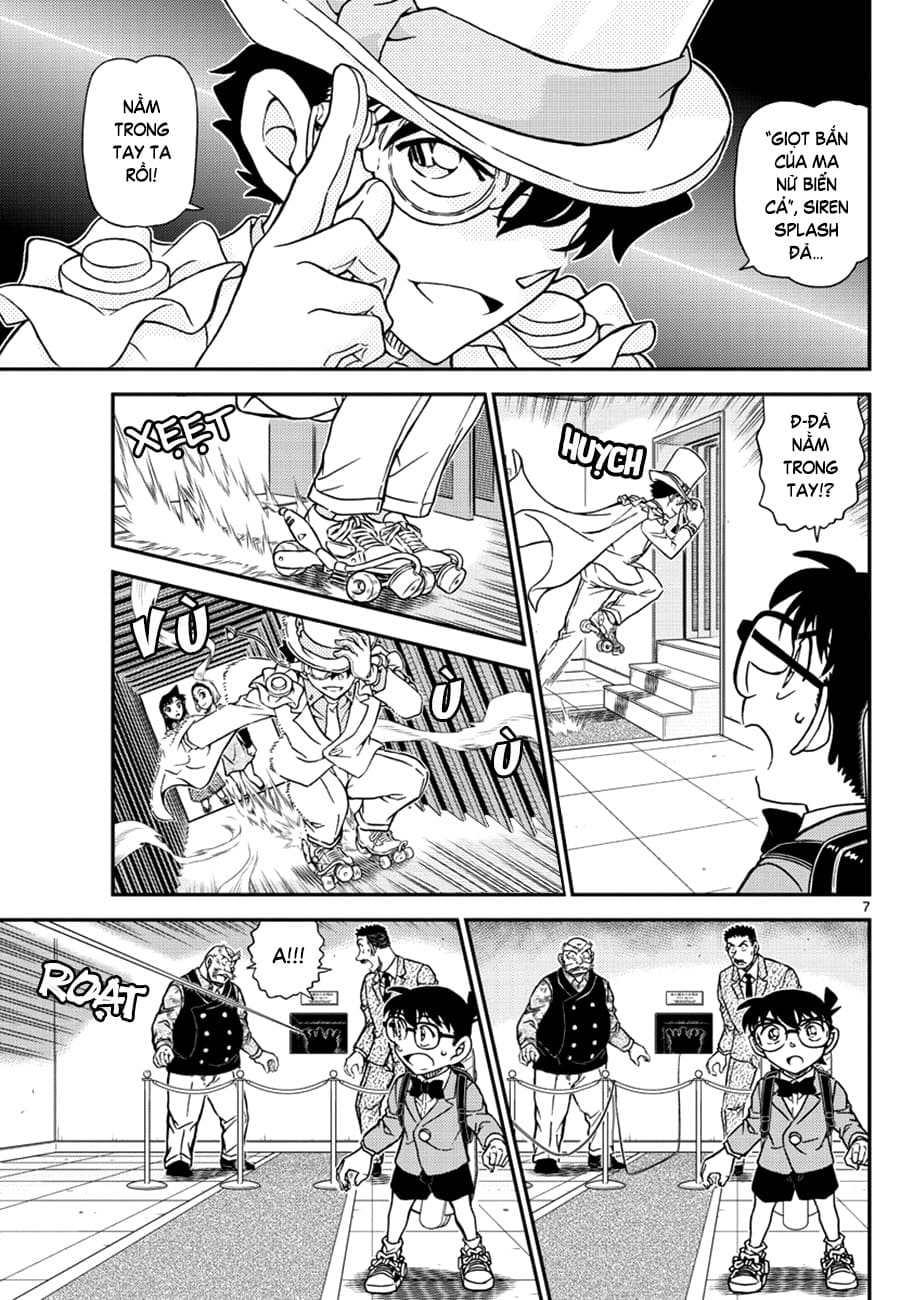 "GIỌT BẮN
CỦA MA
NỮ BIỂN
CẢ", SIREN
SPLASH
ĐÃ...
NẰM
TRONG
TAY TA
RỒI!
Đ-ĐÃ
NẰM
TRONG
TAY!?
HUỴCH
XẸẸT
VÙ
Ù
Ù
7
A!!!
ROẠT